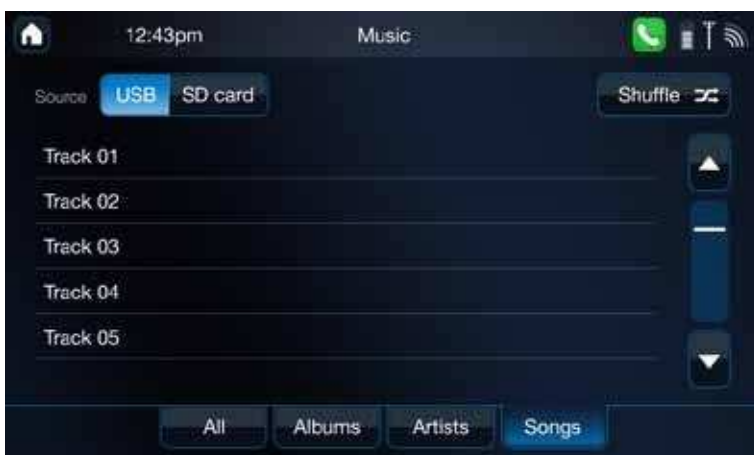 12:43pm Music
Source USB SD card Shuffle
Track 01
Track 02
Track 03
Track 04
Track 05
All Albums Artists Songs